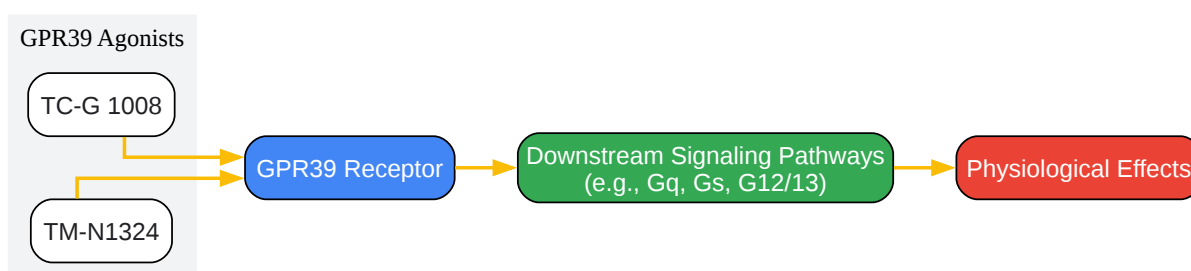 GPR39 Agonists
TC-G 1008
TM-N1324
GPR39 Receptor
Downstream Signaling Pathways
(e.g., Gq, Gs, G12/13)
Physiological Effects